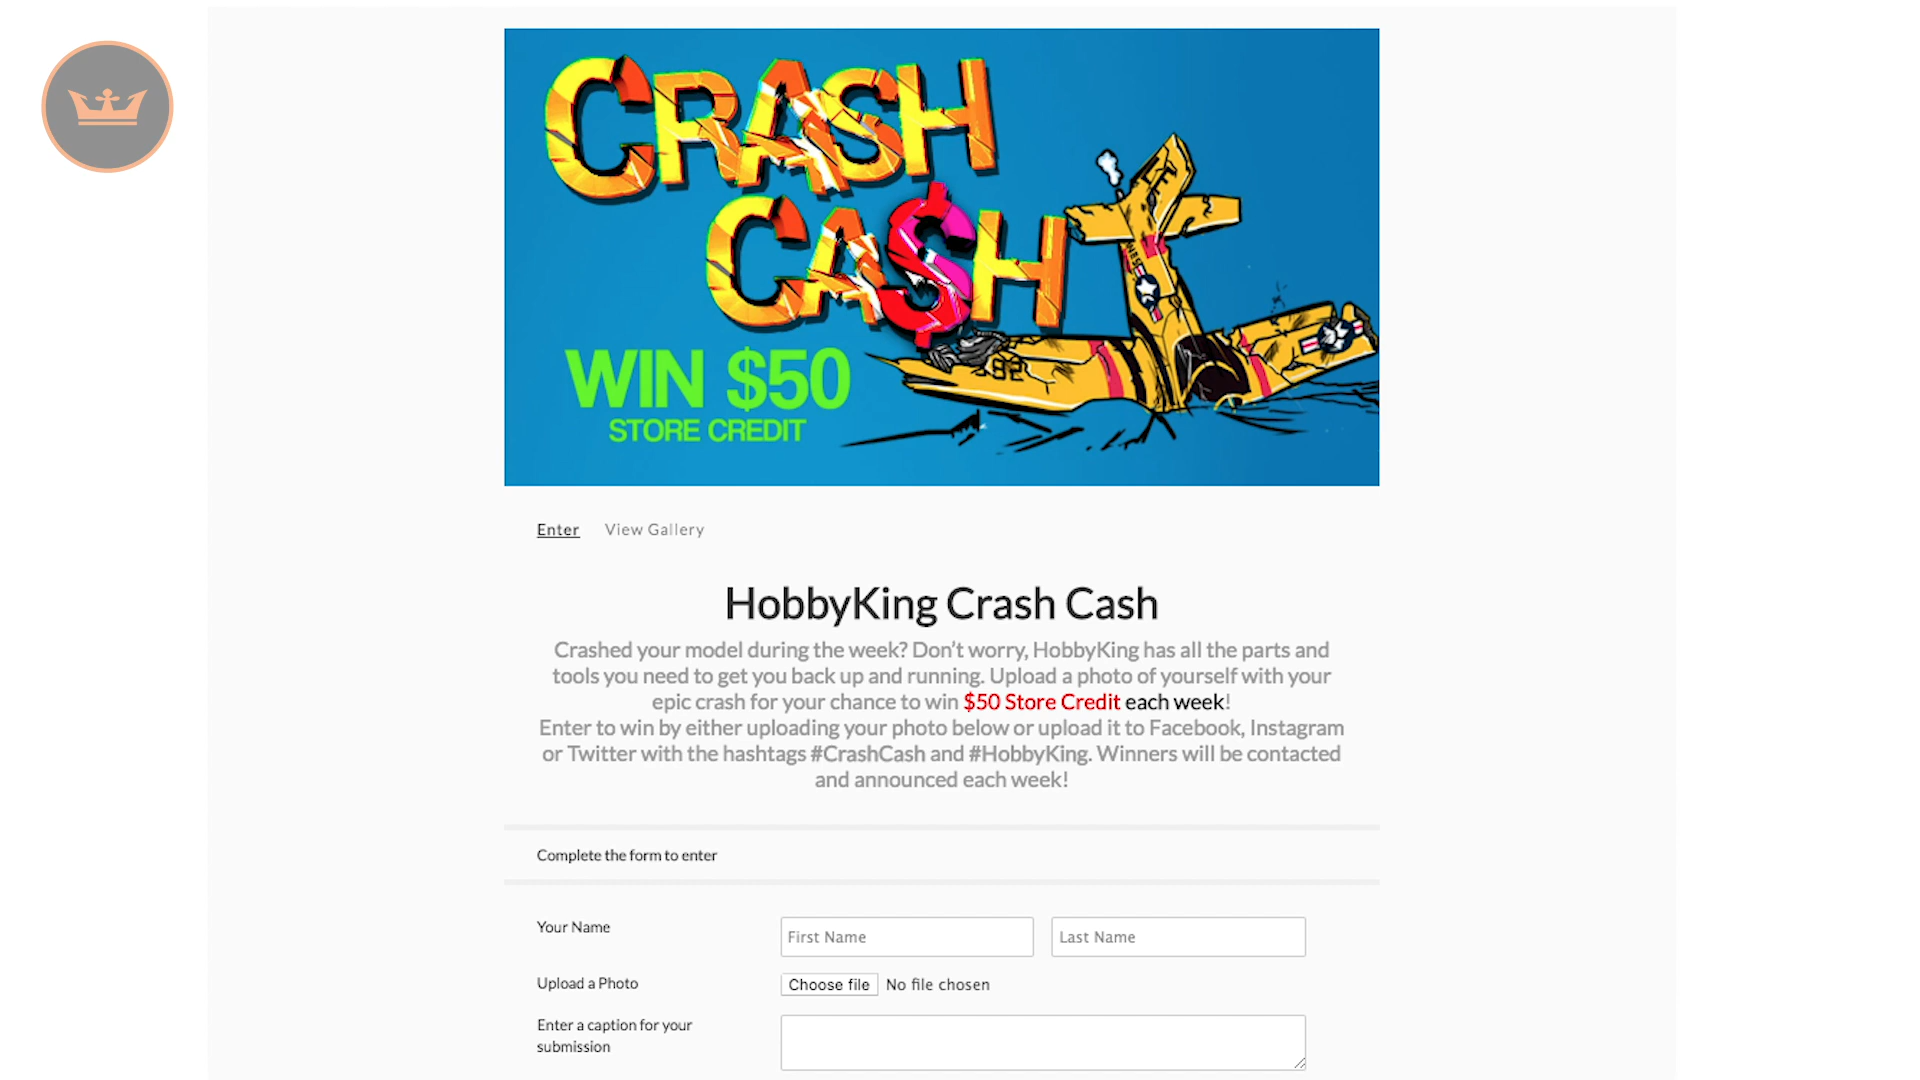 CRASH
CA$H
WIN $50
STORE CREDIT
Enter View Gallery
HobbyKing Crash Cash
Crashed your model during the week? Don't worry, HobbyKing has all the parts and
tools you need to get you back up and running. Upload a photo of yourself with your
epic crash for your chance to win $50 Store Credit each week!
Enter to win by either uploading your photo below or upload it to Facebook, Instagram
or Twitter with the hashtags #CrashCash and #HobbyKing. Winners will be contacted
and announced each week!
Complete the form to enter
Your Name First Name Last Name
Upload a Photo Choose file No file chosen
Enter a caption for your
submission